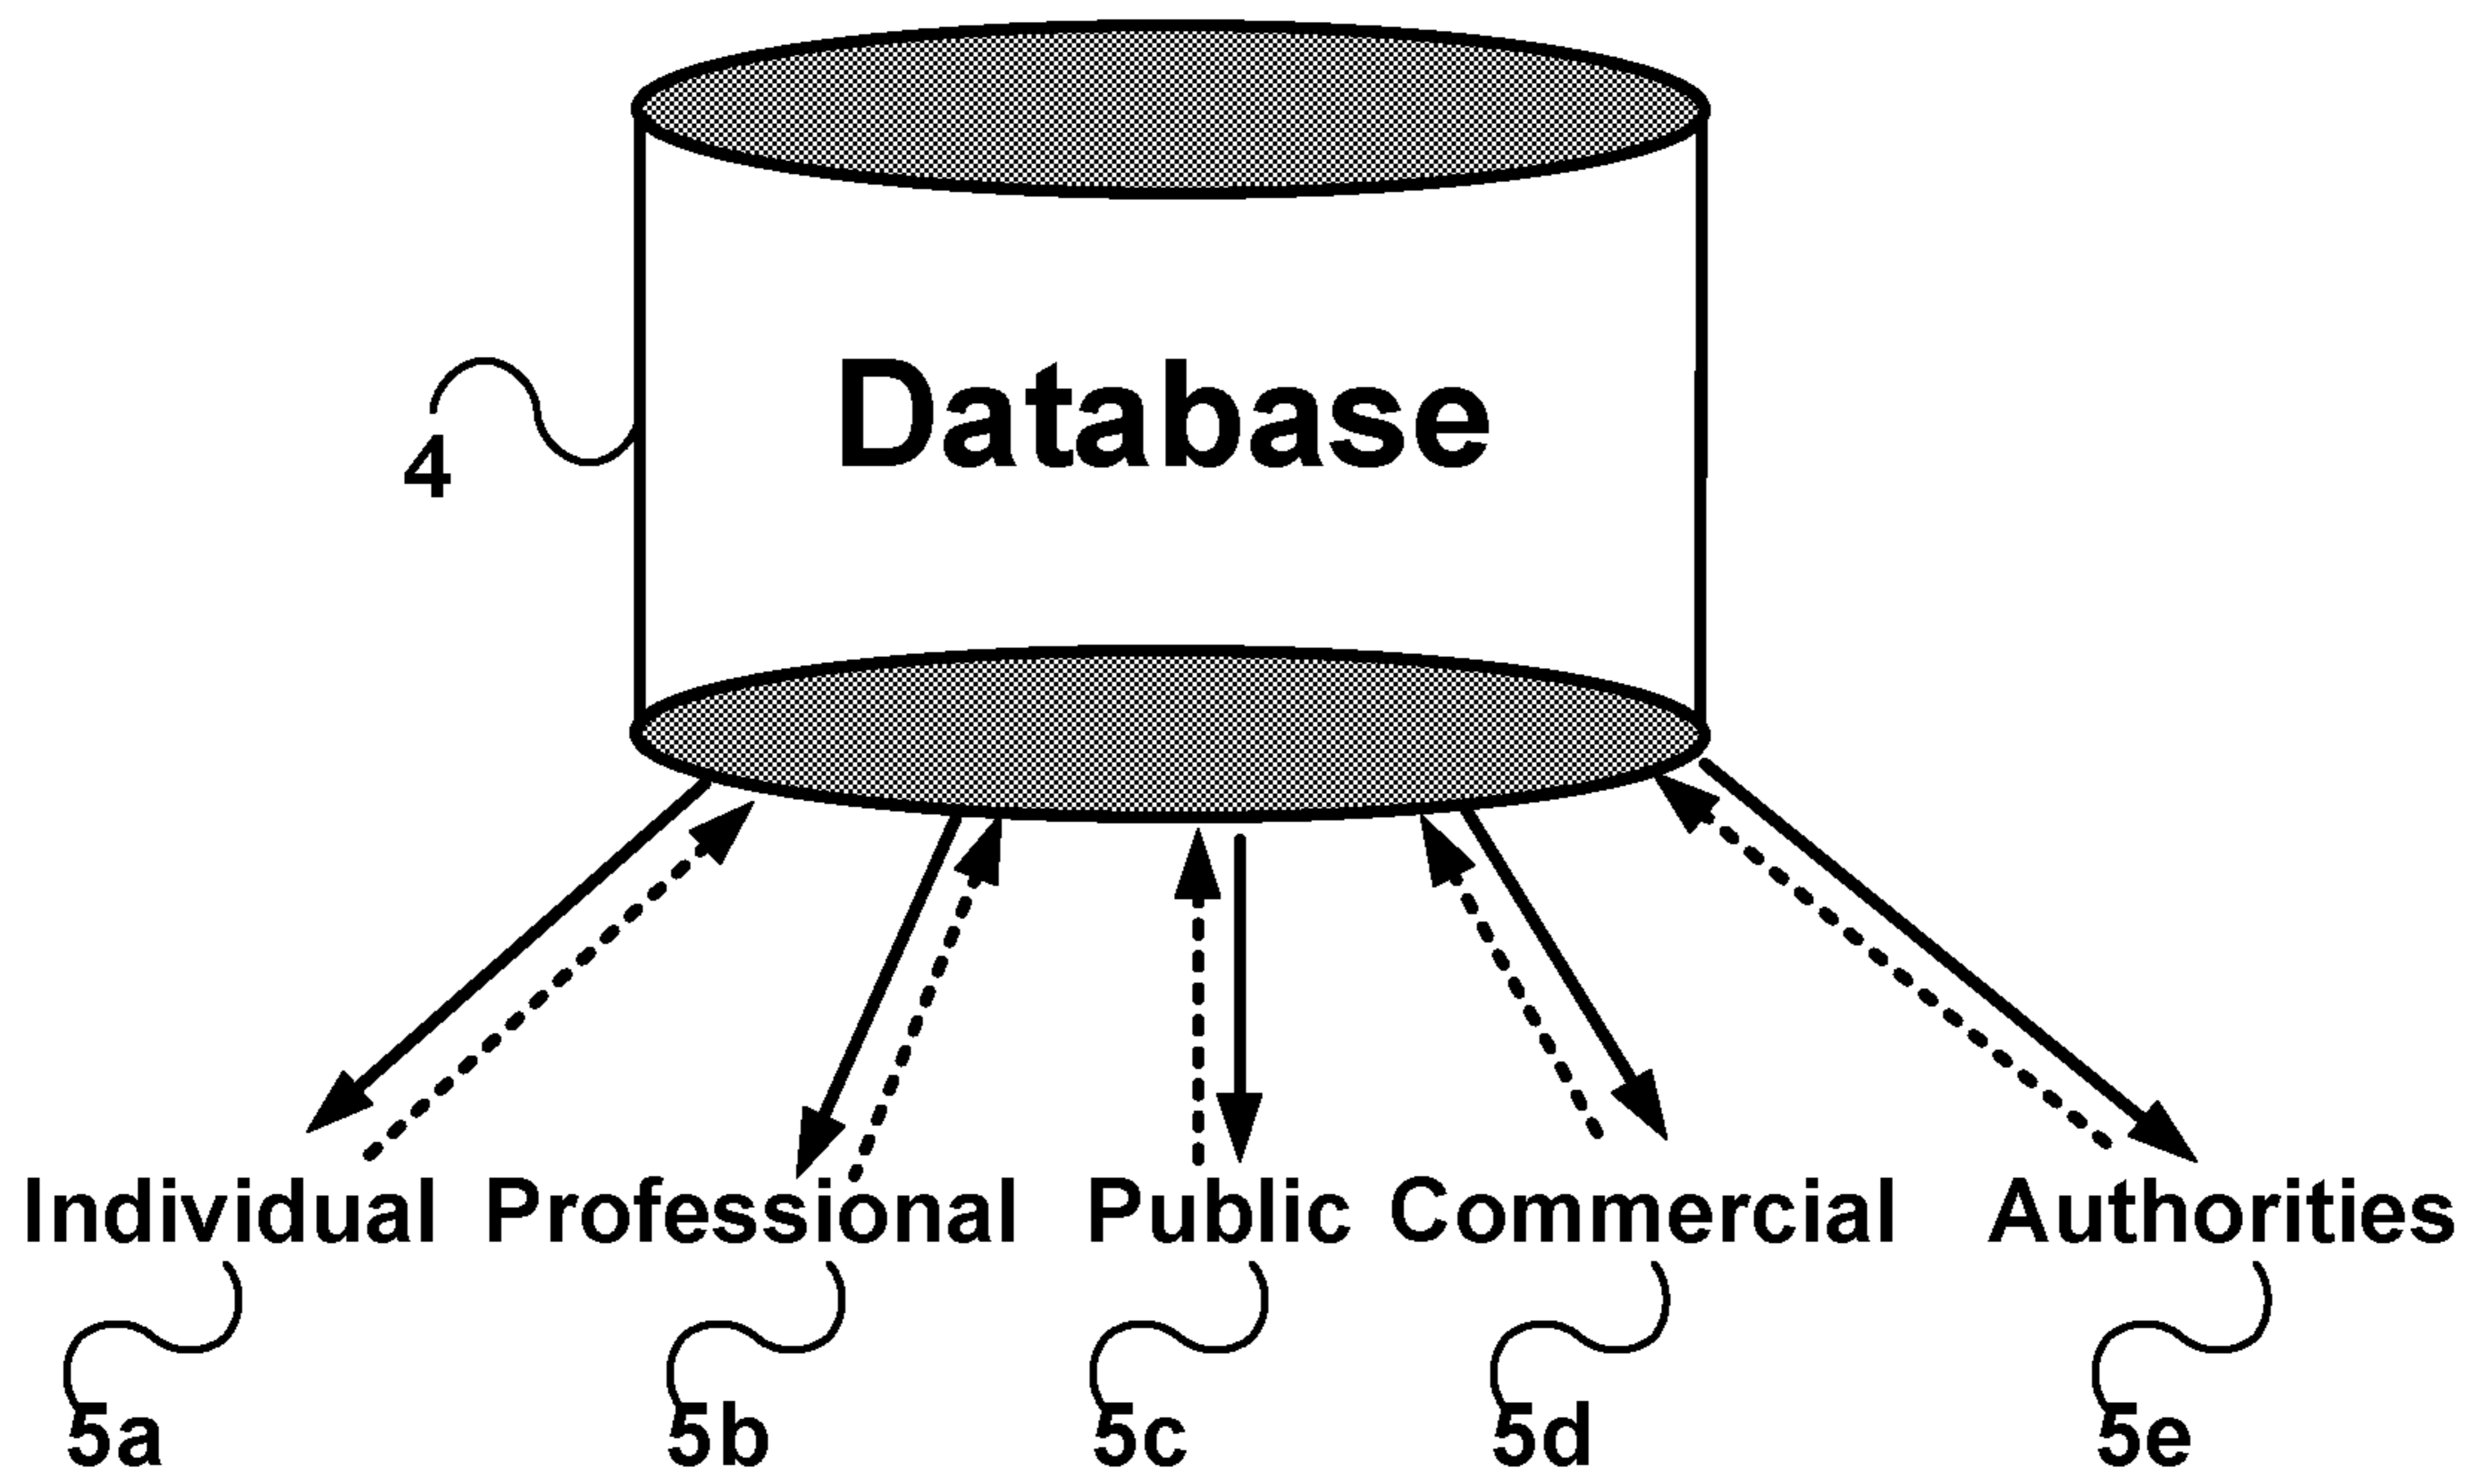 Database
4
Individual Professional Public Commercial Authorities
5a 5b 5c 5d 5e